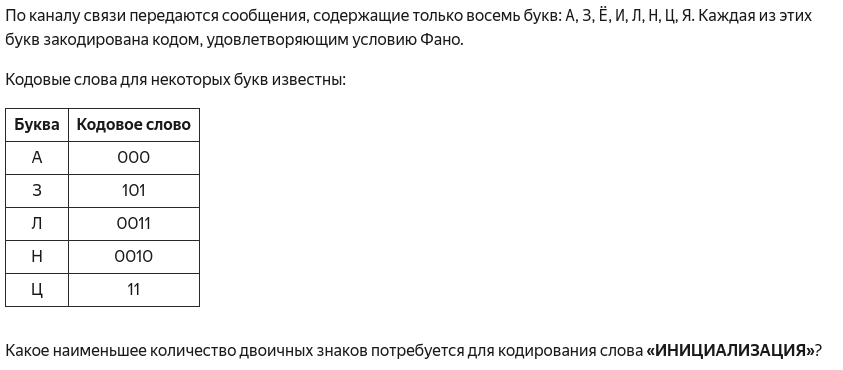 По каналу связи передаются сообщения, содержащие только восемь букв: А, З, Ё, И, Л, Н, Ц, Я. Каждая из этих
букв закодирована кодом, удовлетворяющим условию Фано.
Кодовые слова для некоторых букв известны:
Буква Кодовое слово
А 000
З 101
Л 0011
Н 0010
Ц 11
Какое наименьшее количество двоичных знаков потребуется для кодирования слова «ИНИЦИАЛИЗАЦИЯ»?